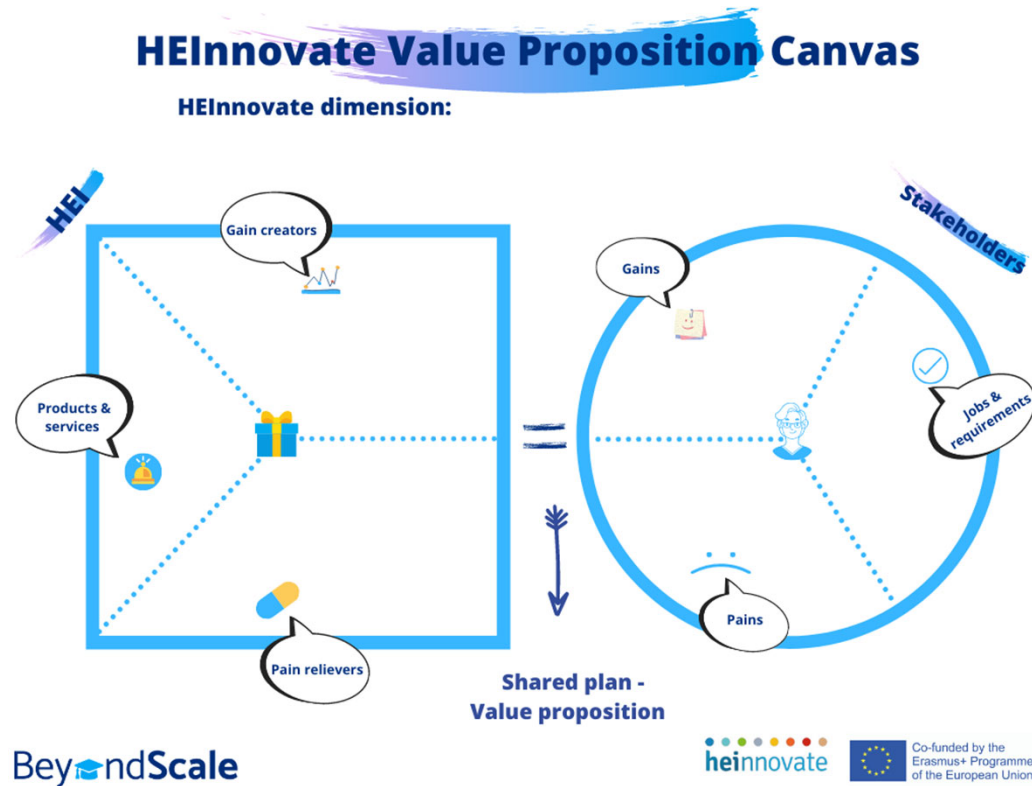 HEInnovate Value Proposition Canvas
HEInnovate dimension:
HEI
Stakeholders
Gain creators
Gains
Products &
services
Jobs &
requirements
Pain relievers
Pains
Shared plan -
Value proposition
BeyondScale
heinnovate
Co-funded by the
Erasmus+ Programme
of the European Union